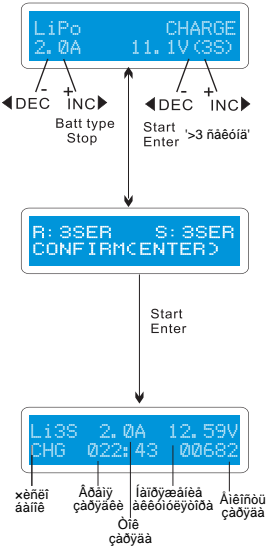 LiPo CHARGE
2.0A 11.1V(3S)
- + - +
◀DEC INC▶ ◀DEC INC▶
Batt type
Stop
Start
Enter
'>3 ñåêóíä'
R: 3SER S: 3SER
CONFIRM(ENTER)
Start
Enter
Li3S 2.0A 12.59V
CHG 022:43 00682
×èñëî
áàíîê
Âðåìÿ
çàðÿäêè
Òîê
çàðÿäà
Íàïðÿæåíèå
àêêóìóëÿòîðà
Åìêîñòü
çàðÿäà